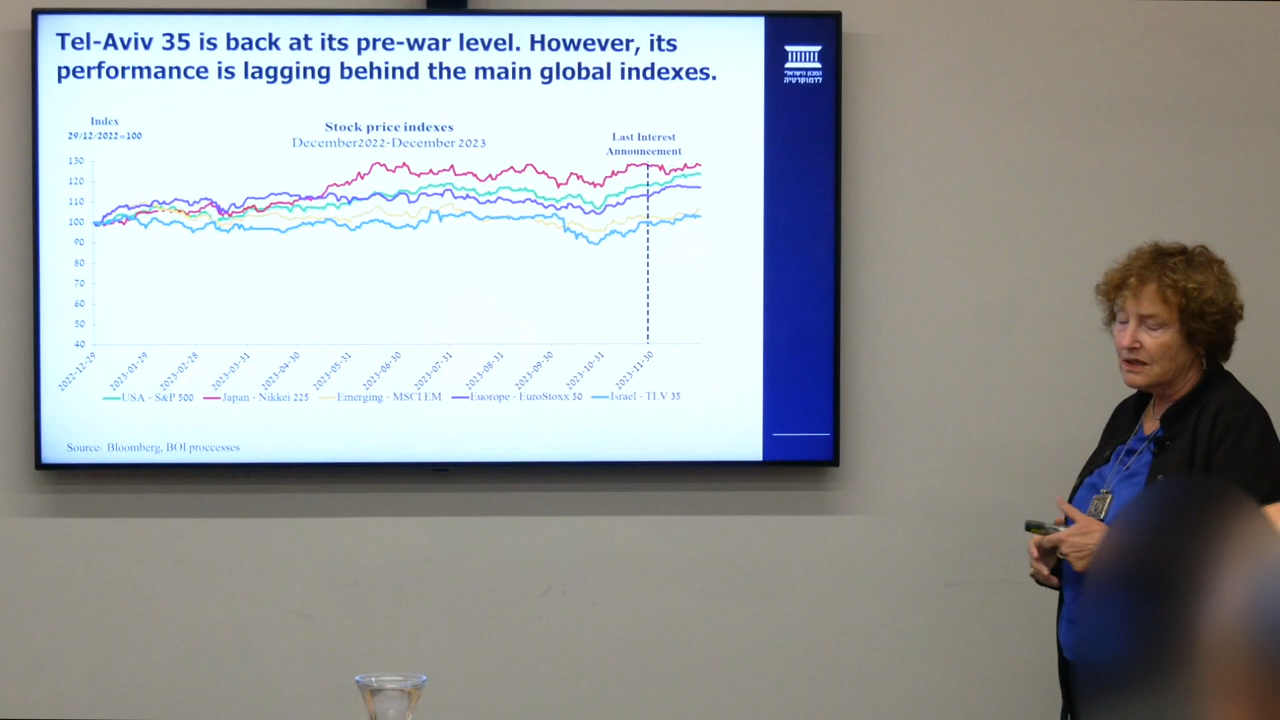 Tel-Aviv 35 is back at its pre-war level. However, its
performance is lagging behind the main global indexes.
המכון הישראלי
לדמוקרטיה
Index
29/12/2022=100
Stock price indexes
December2022-December 2023
Last Interest
Announcement
130
120
110
100
90
80
70
60
50
40
2022-12-29
2023-01-29
2023-02-28
2023-03-31
2023-04-30
2023-05-31
2023-06-30
2023-07-31
2023-08-31
2023-09-30
2023-10-31
2023-11-30
USA - S&P 500
Japan - Nikkei 225
Emerging - MSCI EM
Euorope - EuroStoxx 50
Israel - TLV 35
Source: Bloomberg, BOI proccesses